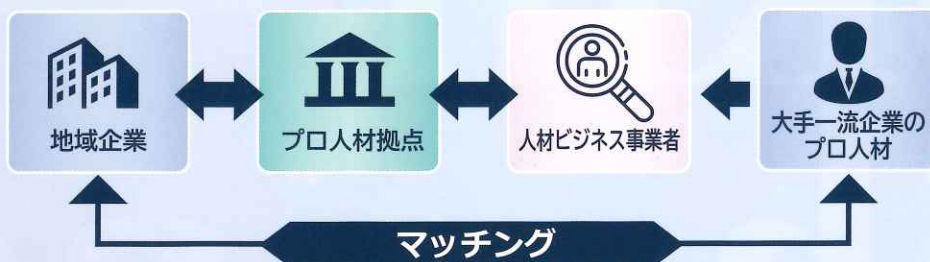 地域企業
プロ人材拠点
人材ビジネス事業者
大手一流企業の
プロ人材
マッチング